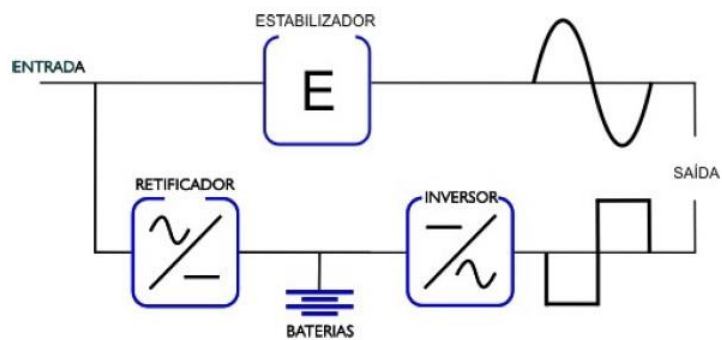 ESTABILIZADOR
ENTRADA
E
SAÍDA
RETIFICADOR
INVERSOR
BATERIAS